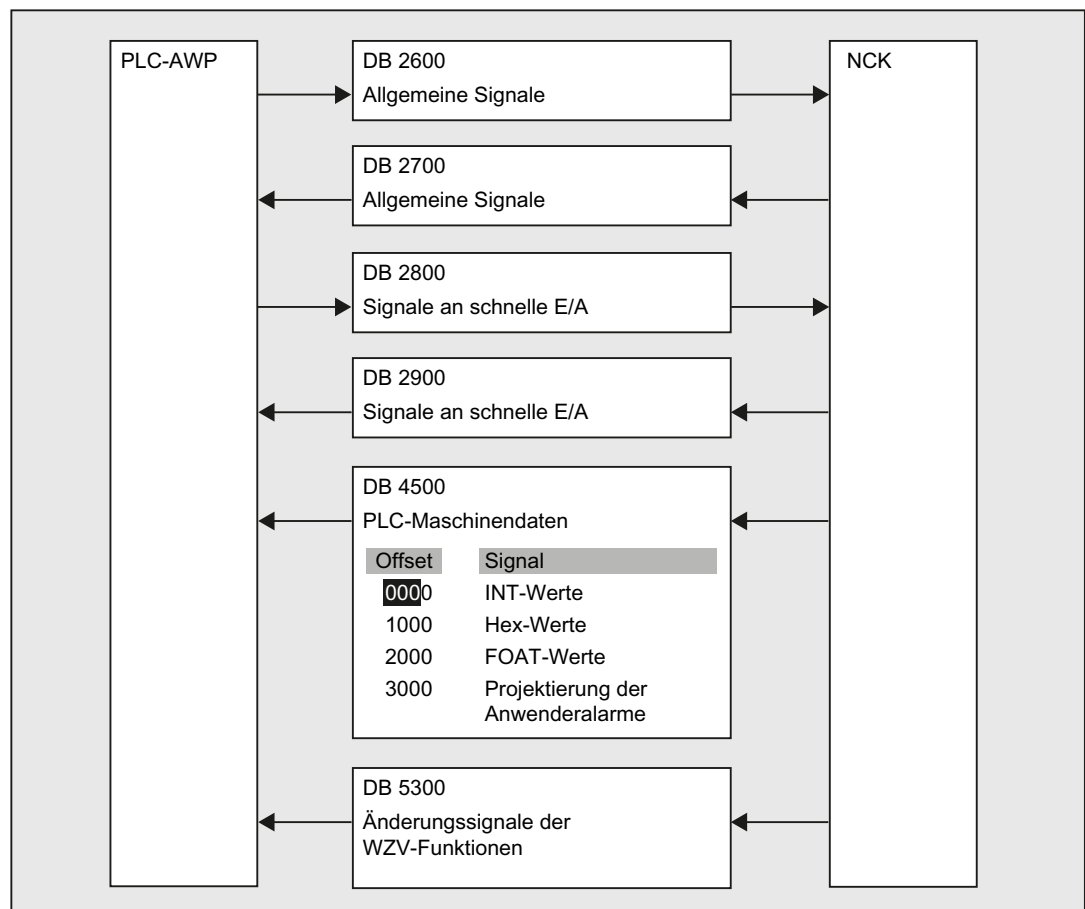 PLC-AWP
DB 2600
Allgemeine Signale
NCK
DB 2700
Allgemeine Signale
DB 2800
Signale an schnelle E/A
DB 2900
Signale an schnelle E/A
DB 4500
PLC-Maschinendaten
Offset Signal
0000 INT-Werte
1000 Hex-Werte
2000 FOAT-Werte
3000 Projektierung der
Anwenderalarme
DB 5300
Änderungssignale der
WZV-Funktionen